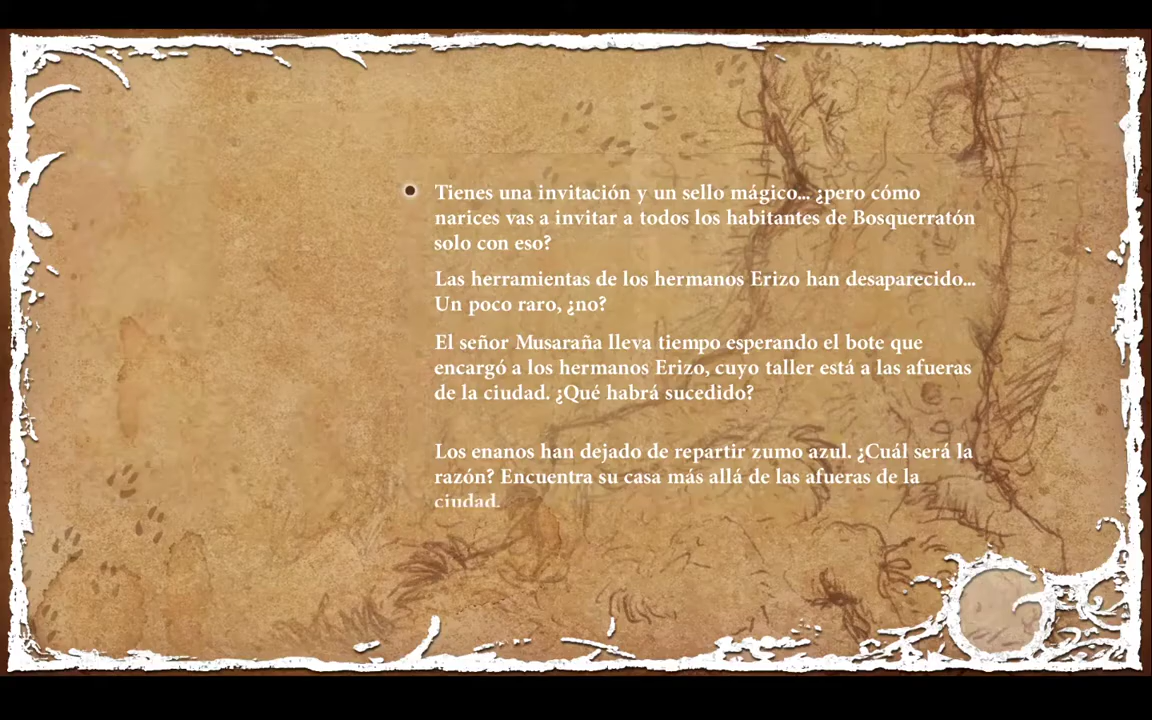 Tienes una invitación y un sello mágico... ¿pero cómo
narices vas a invitar a todos los habitantes de Bosquerratón
solo con eso?
Las herramientas de los hermanos Erizo han desaparecido...
Un poco raro, ¿no?
El señor Musaraña lleva tiempo esperando el bote que
encargó a los hermanos Erizo, cuyo taller está a las afueras
de la ciudad. ¿Qué habrá sucedido?
Los enanos han dejado de repartir zumo azul. ¿Cuál será la
razón? Encuentra su casa más allá de las afueras de la
ciudad.